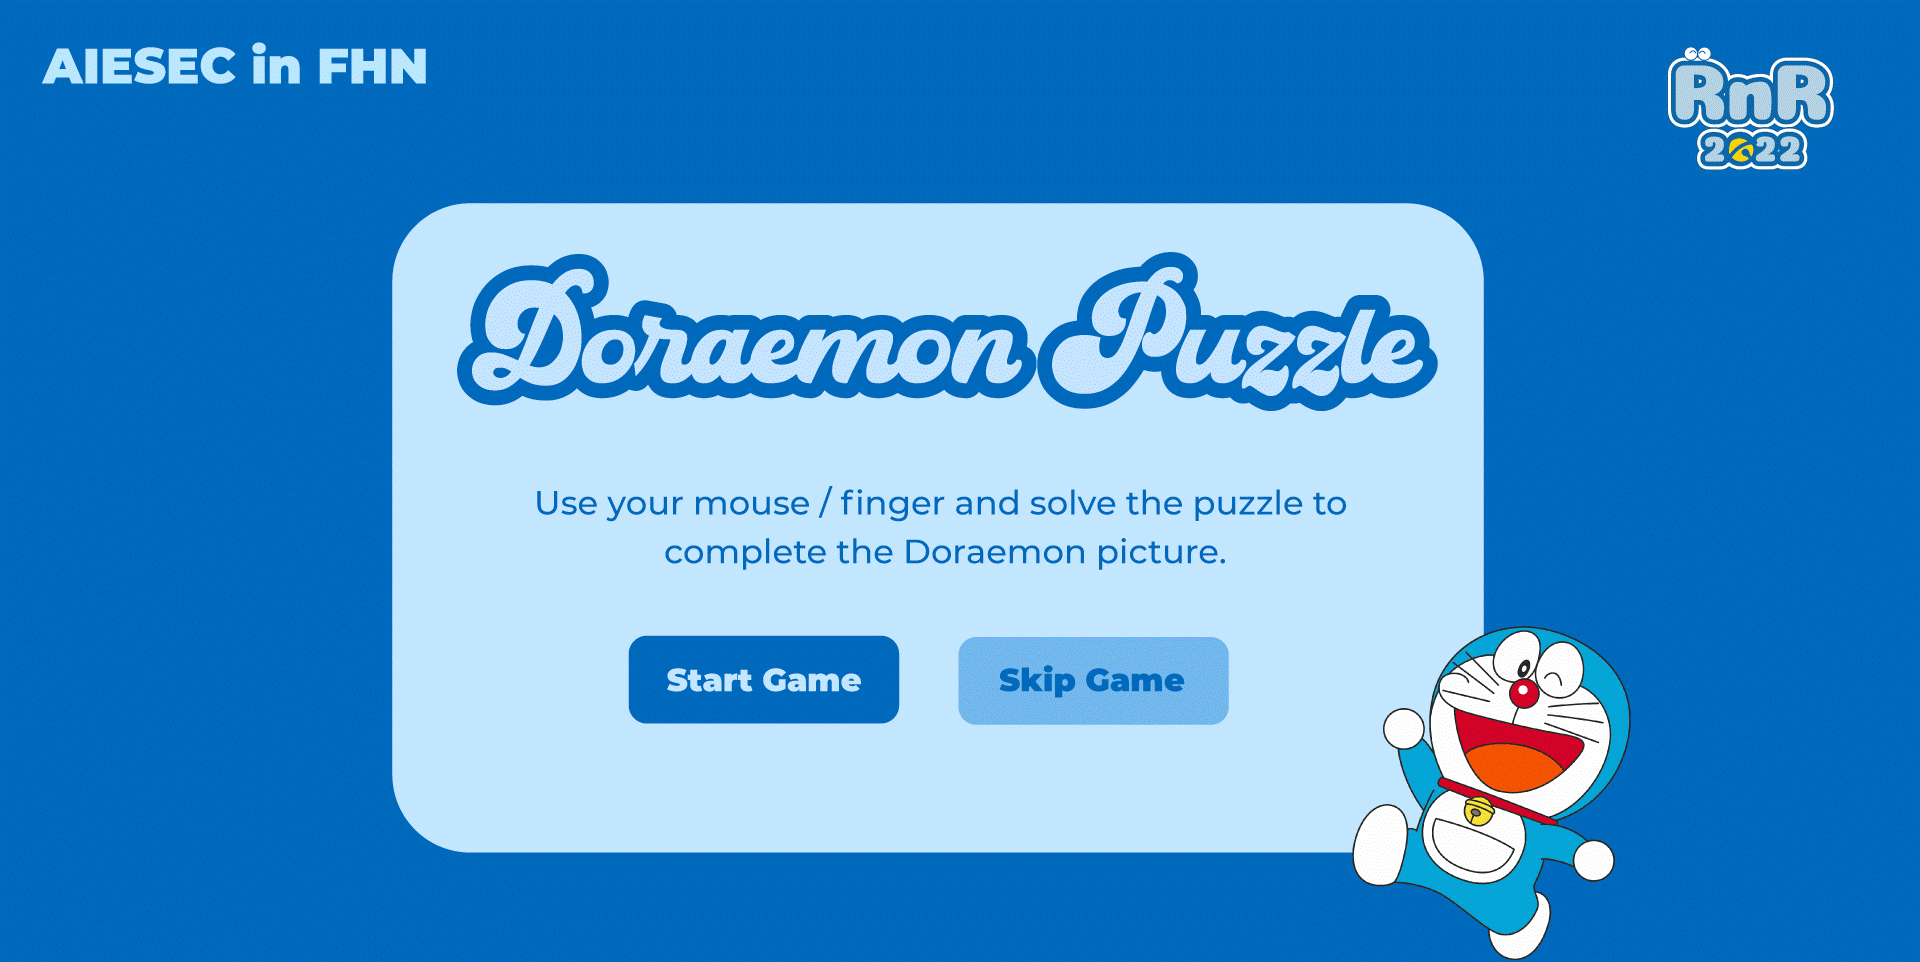 AIESEC in FHN
RnR
2022
Doraemon Puzzle
Use your mouse / finger and solve the puzzle to
complete the Doraemon picture.
Start Game
Skip Game